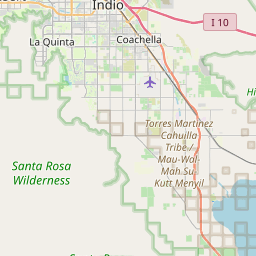 Indio
I 10
La Quinta
Coachella
Torres Martinez
Cahuilla
Tribe /
Mau-Wal-
Mah Su-
Kutt Menyil
Santa Rosa
Wilderness